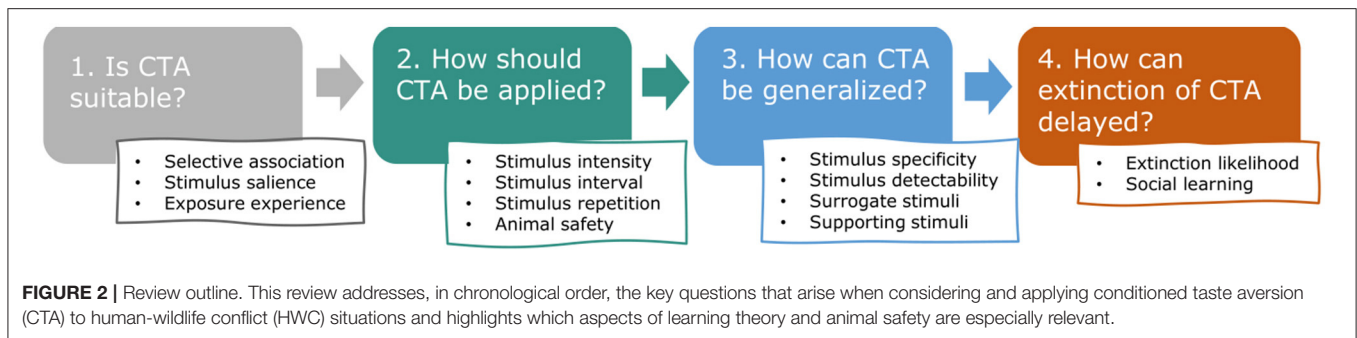 1. Is CTA
suitable?
• Selective association
• Stimulus salience
• Exposure experience
2. How should
CTA be applied?
• Stimulus intensity
• Stimulus interval
• Stimulus repetition
• Animal safety
3. How can CTA
be generalized?
• Stimulus specificity
• Stimulus detectability
• Surrogate stimuli
• Supporting stimuli
4. How can
extinction of CTA
delayed?
• Extinction likelihood
• Social learning
FIGURE 2 | Review outline. This review addresses, in chronological order, the key questions that arise when considering and applying conditioned taste aversion
(CTA) to human-wildlife conflict (HWC) situations and highlights which aspects of learning theory and animal safety are especially relevant.